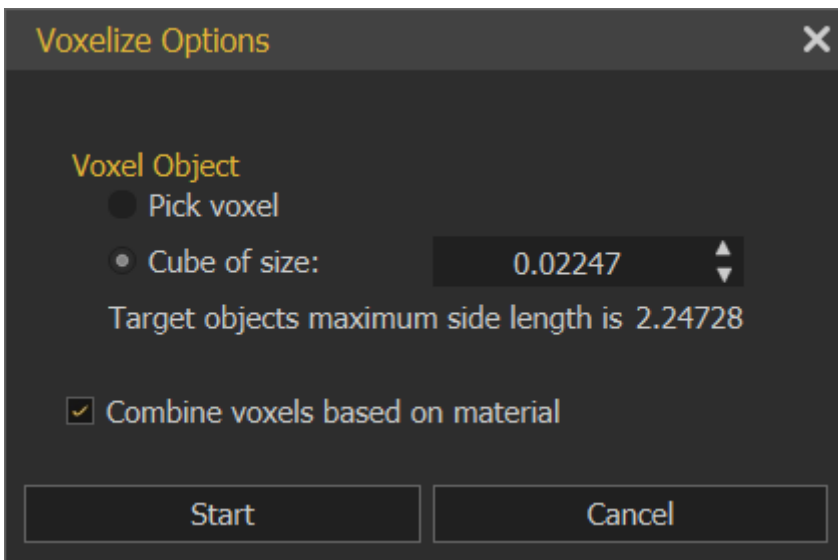 Voxelize Options
Voxel Object
Pick voxel
Cube of size: 0.02247
Target objects maximum side length is 2.24728
Combine voxels based on material
Start Cancel